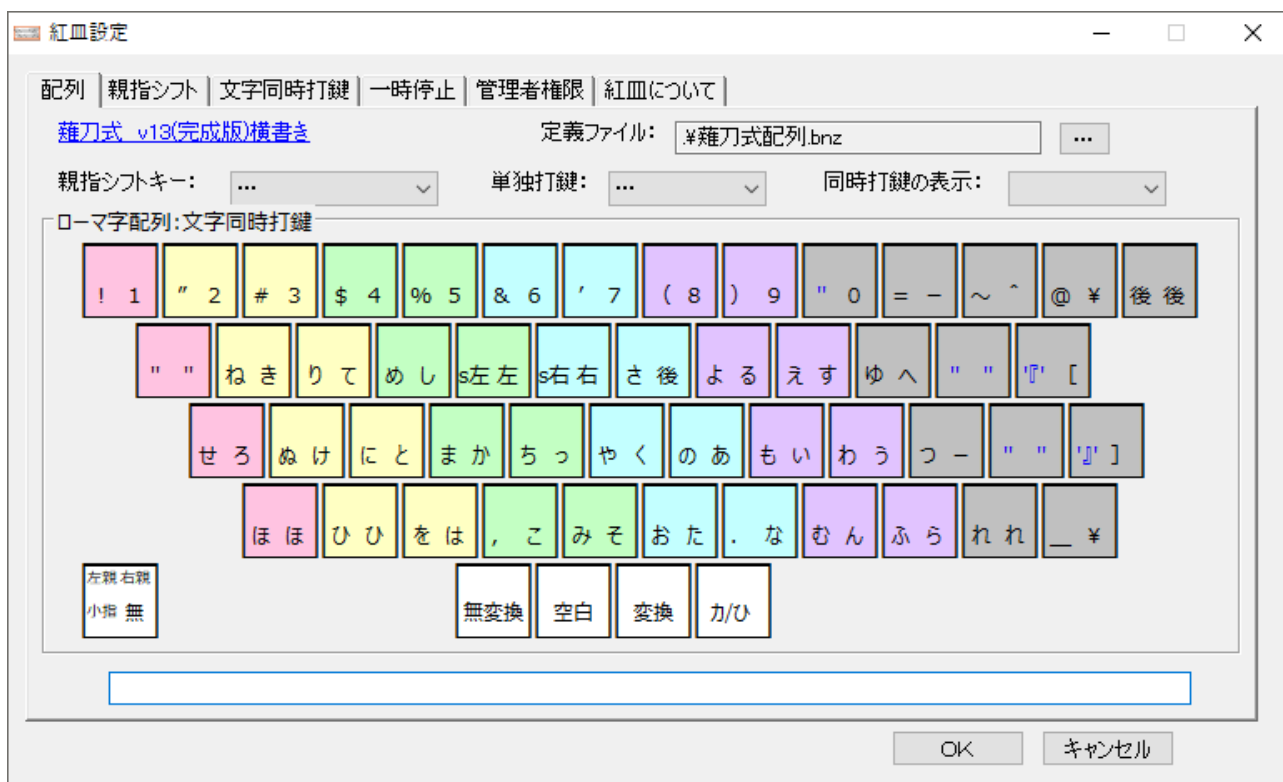 紅皿設定
配列 親指シフト 文字同時打鍵 一時停止 管理者権限 紅皿について
薙刀式 v13(完成版)横書き 定義ファイル: .¥薙刀式配列.bnz ...
親指シフトキー: ... 単独打鍵: ... 同時打鍵の表示:
ローマ字配列:文字同時打鍵
! 1 ″ 2 # 3 $ 4 % 5 & 6 ′ 7 ( 8 ) 9 " 0 = − ～ ＾ @ ¥ 後 後
" " ね き り て め し s左 左 s右 右 さ 後 よ る え す ゆ へ " " '『' [
せ ろ ぬ け に と ま か ち っ や く の あ も い わ う つ ー " " '』' ]
ほ ほ ひ ひ を は , こ み そ お た . な む ん ふ ら れ れ _ ¥
左親 右親
小指 無 無変換 空白 変換 カ/ひ
OK キャンセル